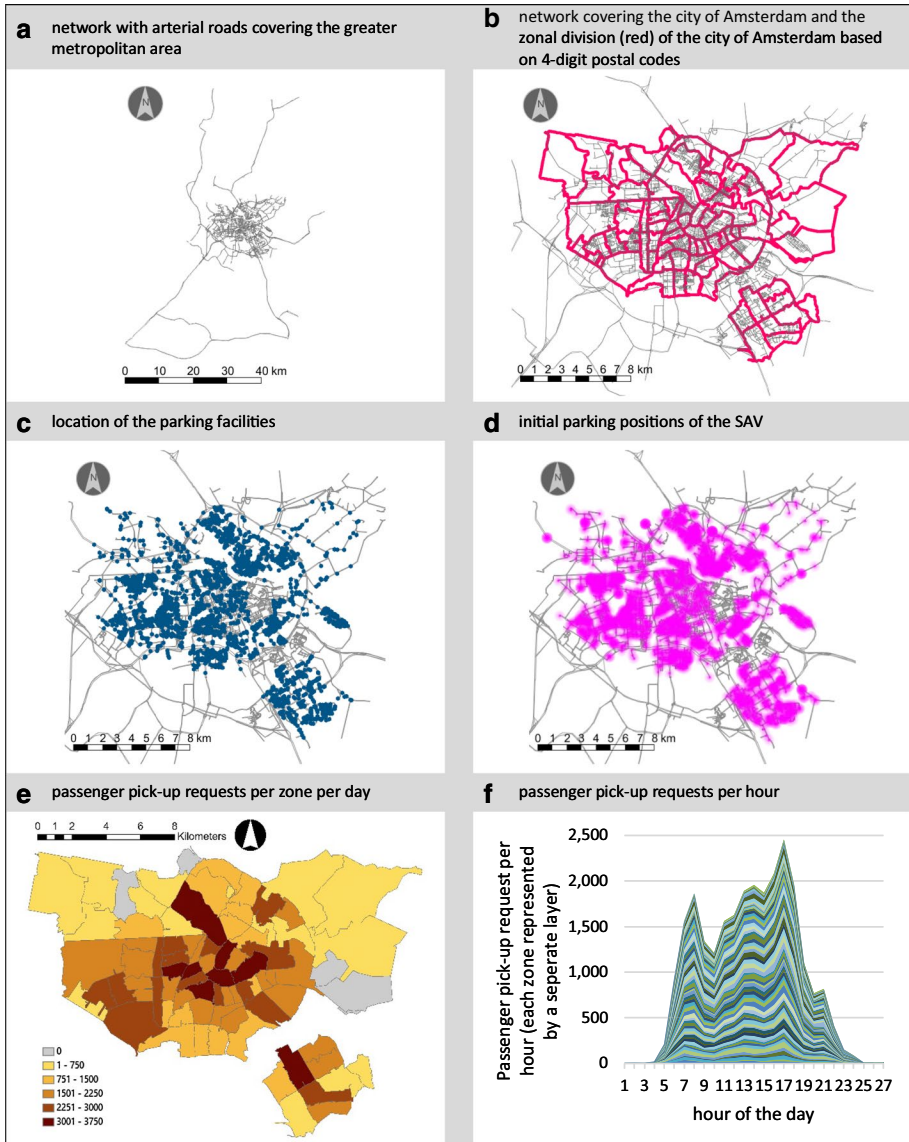 a network with arterial roads covering the greater
metropolitan area
b network covering the city of Amsterdam and the
zonal division (red) of the city of Amsterdam based
on 4-digit postal codes
N
0 10 20 30 40 km
N
0 1 2 3 4 5 6 7 8 km
c location of the parking facilities
d initial parking positions of the SAV
N
0 1 2 3 4 5 6 7 8 km
N
0 1 2 3 4 5 6 7 8 km
e passenger pick-up requests per zone per day
0 1 2 4 6 8
Kilometers
0
1 - 750
751 - 1500
1501 - 2250
2251 - 3000
3001 - 3750
f passenger pick-up requests per hour
Passenger pick-up request per
hour (each zone represented
by a seperate layer)
2,500
2,000
1,500
1,000
500
0
1 3 5 7 9 11 13 15 17 19 21 23 25 27
hour of the day